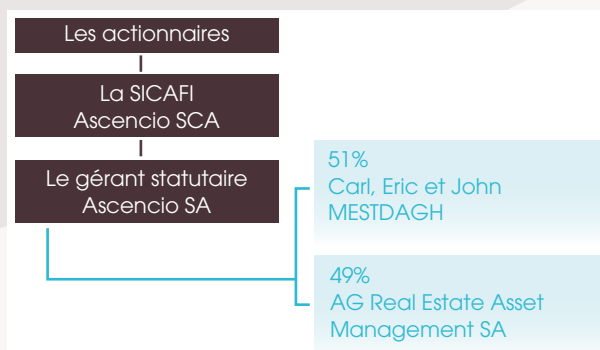 Les actionnaires
La SICAFI
Ascencio SCA
Le gérant statutaire
Ascencio SA
51%
Carl, Eric et John
MESTDAGH
49%
AG Real Estate Asset
Management SA